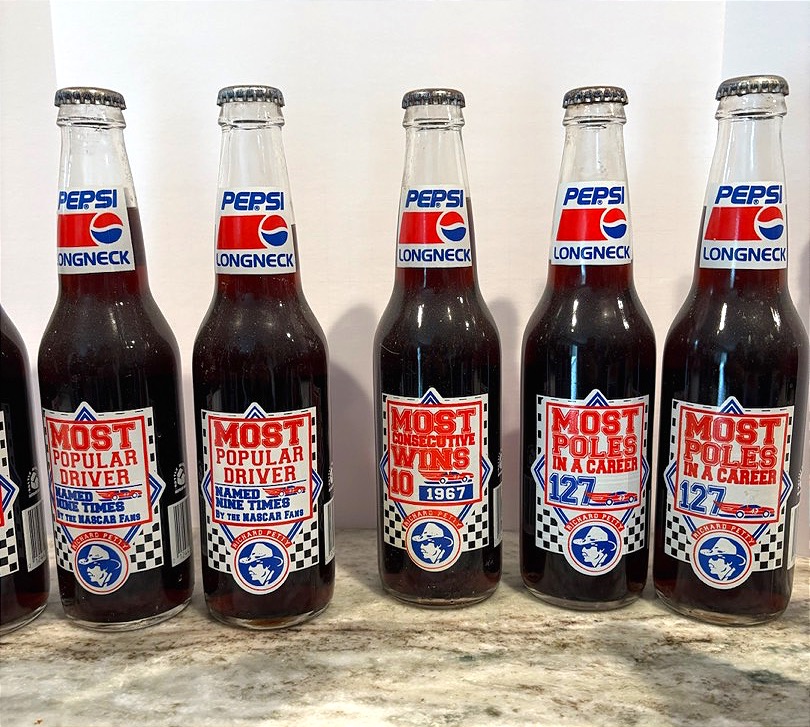 PEPSI
LONGNECK
MOST
POPULAR
DRIVER
NAMED
NINE TIMES
BY THE NASCAR FANS
RICHARD PETTY
PEPSI
LONGNECK
MOST
POPULAR
DRIVER
NAMED
NINE TIMES
BY THE NASCAR FANS
RICHARD PETTY
PEPSI
LONGNECK
MOST
CONSECUTIVE
WINS
10
1967
RICHARD PETTY
PEPSI
LONGNECK
MOST
POLES
IN A CAREER
127
RICHARD PETTY
PEPSI
LONGNECK
MOST
POLES
IN A CAREER
127
RICHARD PETTY